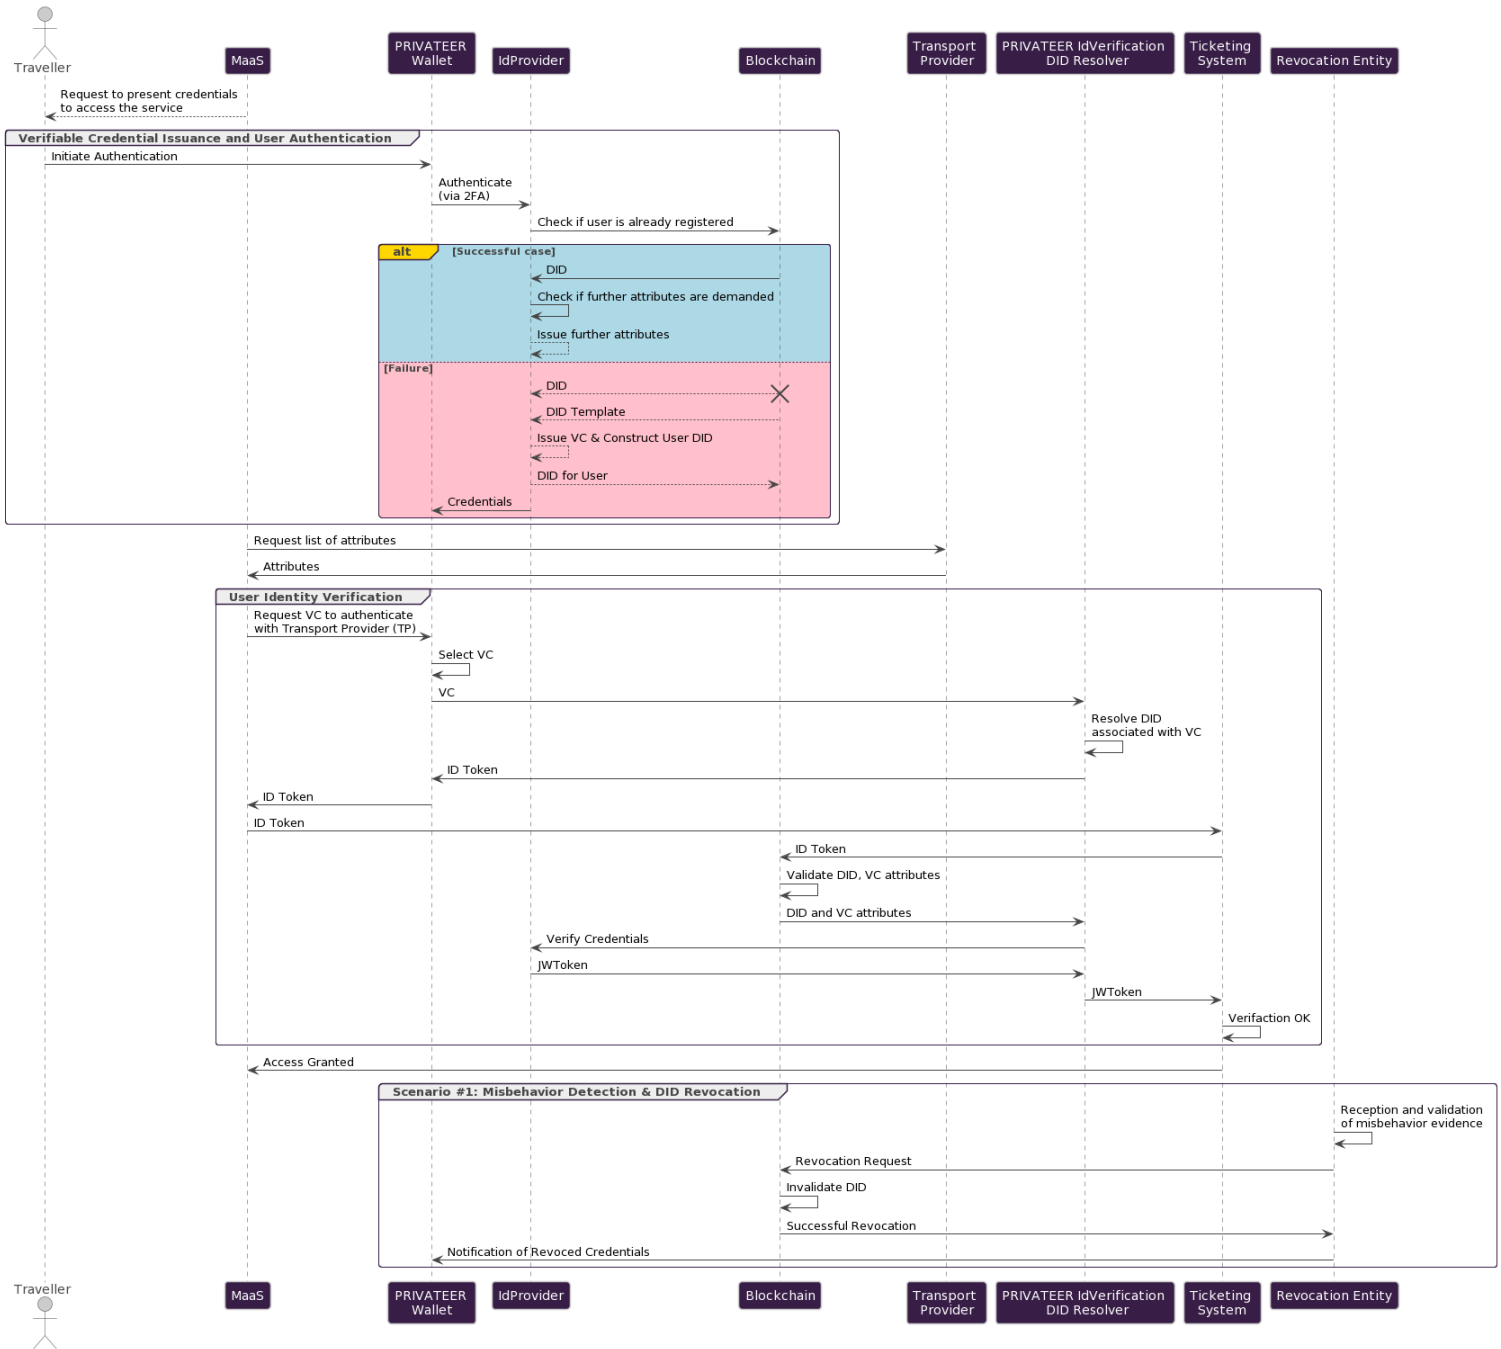 Traveller
MaaS
PRIVATEER
Wallet
IdProvider
Blockchain
Transport
Provider
PRIVATEER IdVerification
DID Resolver
Ticketing
System
Revocation Entity
Request to present credentials
to access the service
Verifiable Credential Issuance and User Authentication
Initiate Authentication
Authenticate
(via 2FA)
Check if user is already registered
alt
[Successful case]
DID
Check if further attributes are demanded
Issue further attributes
[Failure]
DID
DID Template
Issue VC & Construct User DID
DID for User
Credentials
Request list of attributes
Attributes
User Identity Verification
Request VC to authenticate
with Transport Provider (TP)
Select VC
VC
Resolve DID
associated with VC
ID Token
ID Token
ID Token
ID Token
Validate DID, VC attributes
DID and VC attributes
Verify Credentials
JWToken
JWToken
Verifaction OK
Access Granted
Scenario #1: Misbehavior Detection & DID Revocation
Reception and validation
of misbehavior evidence
Revocation Request
Invalidate DID
Successful Revocation
Notification of Revoced Credentials
Traveller
MaaS
PRIVATEER
Wallet
IdProvider
Blockchain
Transport
Provider
PRIVATEER IdVerification
DID Resolver
Ticketing
System
Revocation Entity